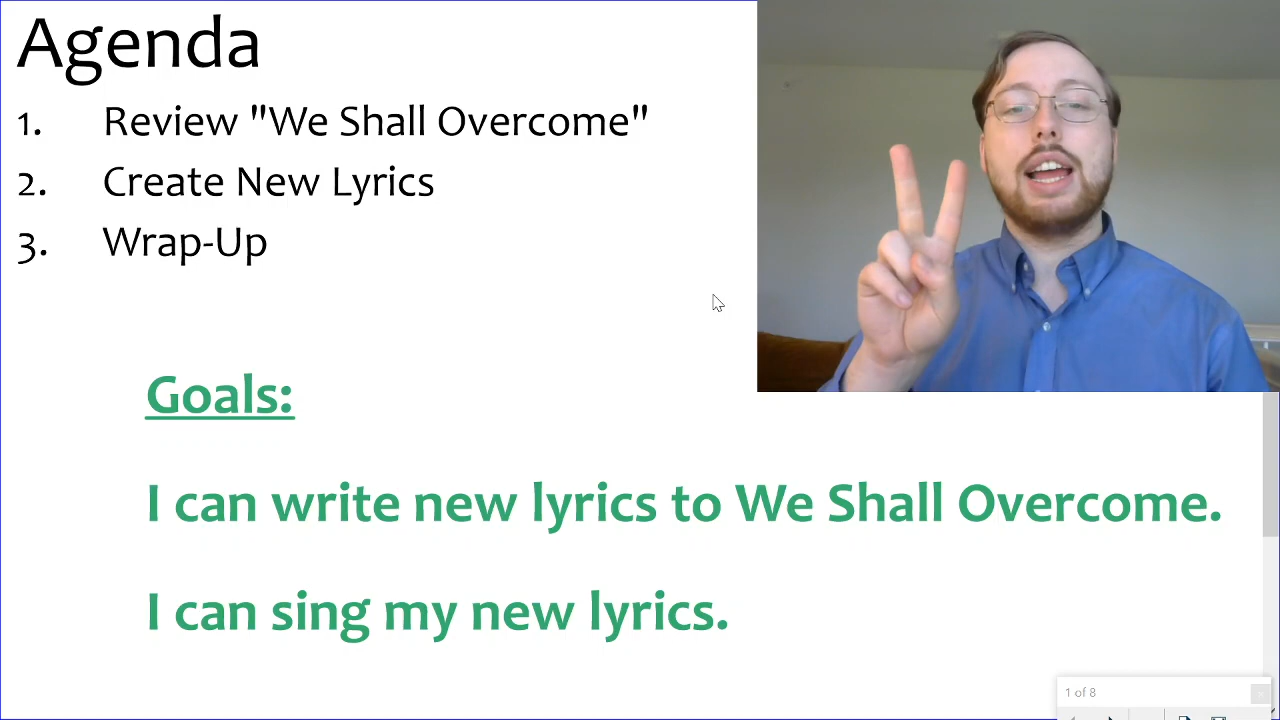 Agenda
1. Review "We Shall Overcome"
2. Create New Lyrics
3. Wrap-Up
Goals:
I can write new lyrics to We Shall Overcome.
I can sing my new lyrics.
1 of 8